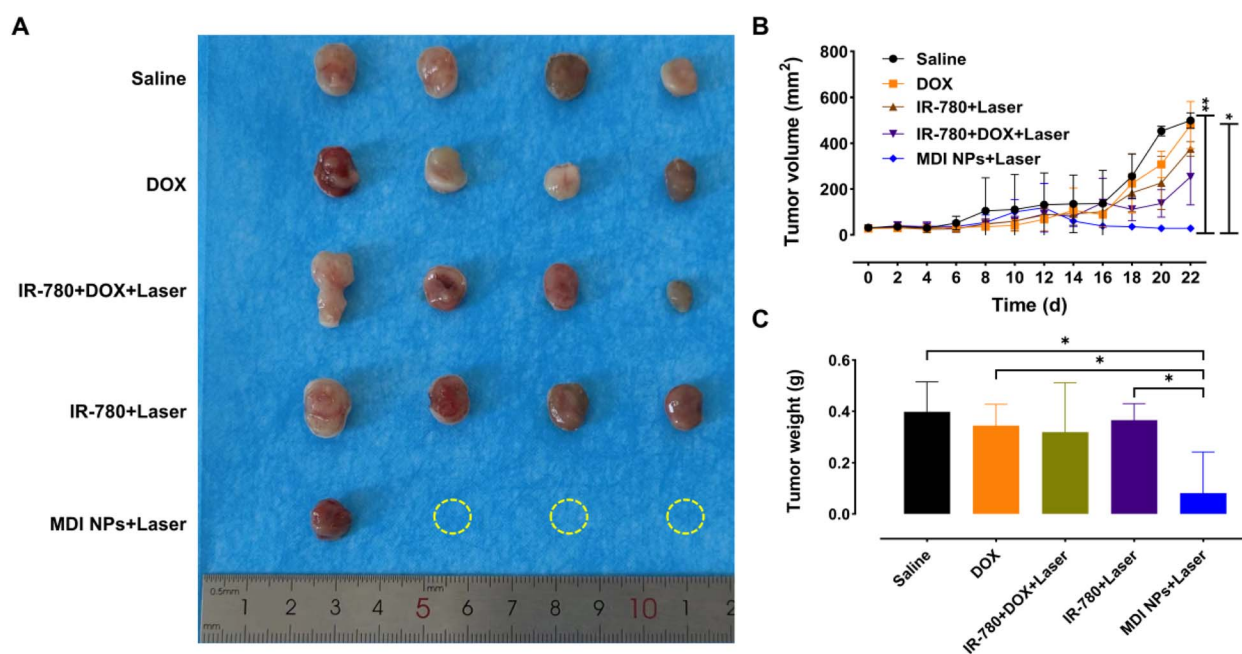 A
Saline
DOX
IR-780+DOX+Laser
IR-780+Laser
MDI NPs+Laser
0.5mm
mm
1 2 3 4 5 6 7 8 9 10 1 2
mm
B
Tumor volume (mm²)
800
600
400
200
0
Saline
DOX
IR-780+Laser
IR-780+DOX+Laser
MDI NPs+Laser
**
*
0 2 4 6 8 10 12 14 16 18 20 22
Time (d)
C
Tumor weight (g)
0.6
0.4
0.2
0.0
*
*
*
Saline
DOX
IR-780+DOX+Laser
IR-780+Laser
MDI NPs+Laser